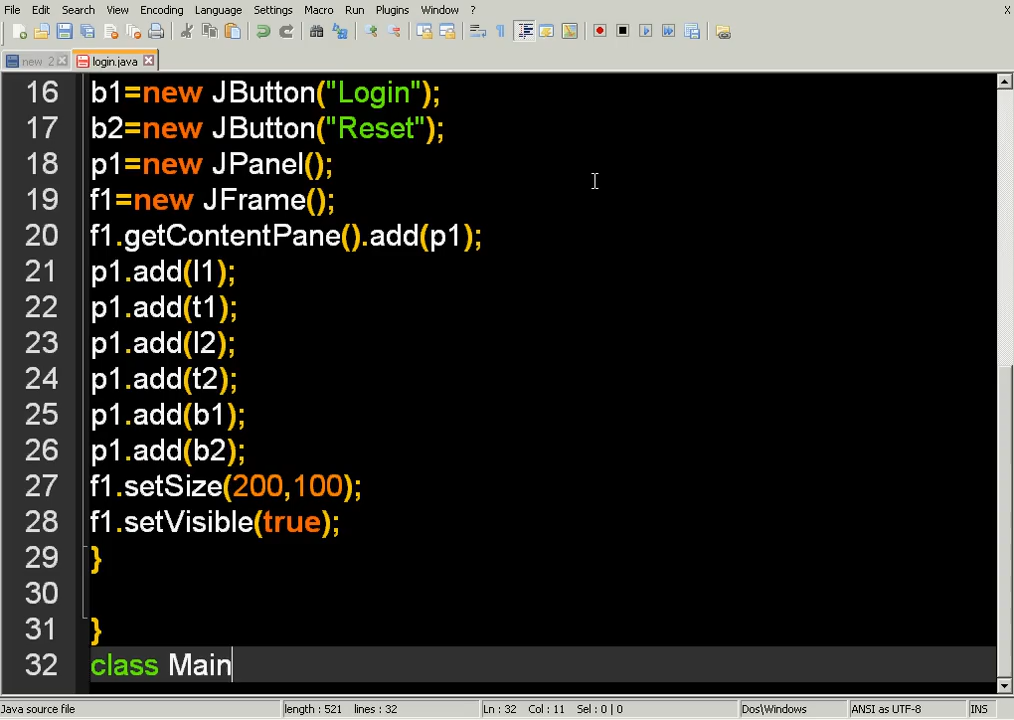 File Edit Search View Encoding Language Settings Macro Run Plugins Window ? X
new 2 login.java
16 b1=new JButton("Login");
17 b2=new JButton("Reset");
18 p1=new JPanel();
19 f1=new JFrame();
20 f1.getContentPane().add(p1);
21 p1.add(l1);
22 p1.add(t1);
23 p1.add(l2);
24 p1.add(t2);
25 p1.add(b1);
26 p1.add(b2);
27 f1.setSize(200,100);
28 f1.setVisible(true);
29 }
30
31 }
32 class Main
Java source file length : 521 lines : 32 Ln : 32 Col : 11 Sel : 0 | 0 Dos\Windows ANSI as UTF-8 INS